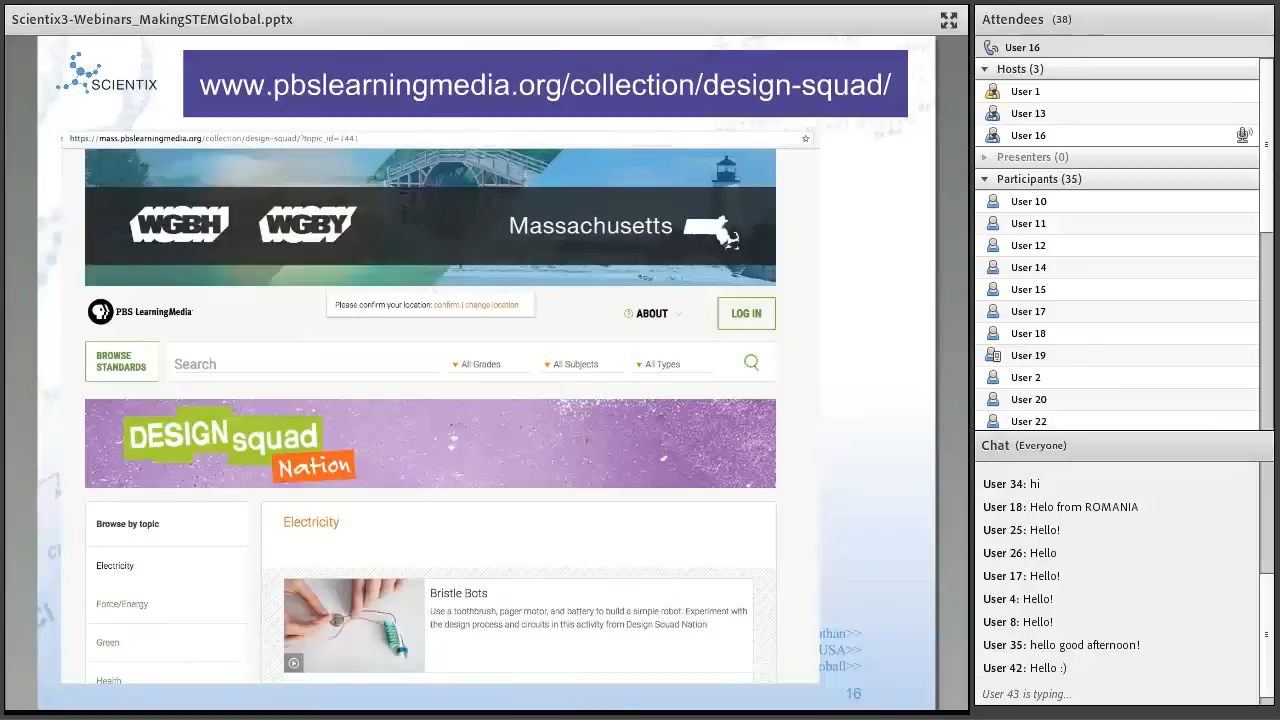 Scientix3-Webinars_MakingSTEMGlobal.pptx
SCIENTIX
www.pbslearningmedia.org/collection/design-squad/
https://mass.pbslearningmedia.org/collection/design-squad/?topic_id=1441
WGBH WGBY Massachusetts
PBS LearningMedia
Please confirm your location: confirm | change location
ABOUT
LOG IN
BROWSE
STANDARDS
Search
All Grades
All Subjects
All Types
DESIGN squad
Nation
Browse by topic
Electricity
Force/Energy
Green
Health
Electricity
Bristle Bots
Use a toothbrush, pager motor, and battery to build a simple robot. Experiment with
the design process and circuits in this activity from Design Squad Nation
USA>>
16
Attendees (38)
User 16
Hosts (3)
User 1
User 13
User 16
Presenters (0)
Participants (35)
User 10
User 11
User 12
User 14
User 15
User 17
User 18
User 19
User 2
User 20
User 22
Chat (Everyone)
User 34: hi
User 18: Helo from ROMANIA
User 25: Hello!
User 26: Hello
User 17: Hello!
User 4: Hello!
User 8: Hello!
User 35: hello good afternoon!
User 42: Hello :)
User 43 is typing...